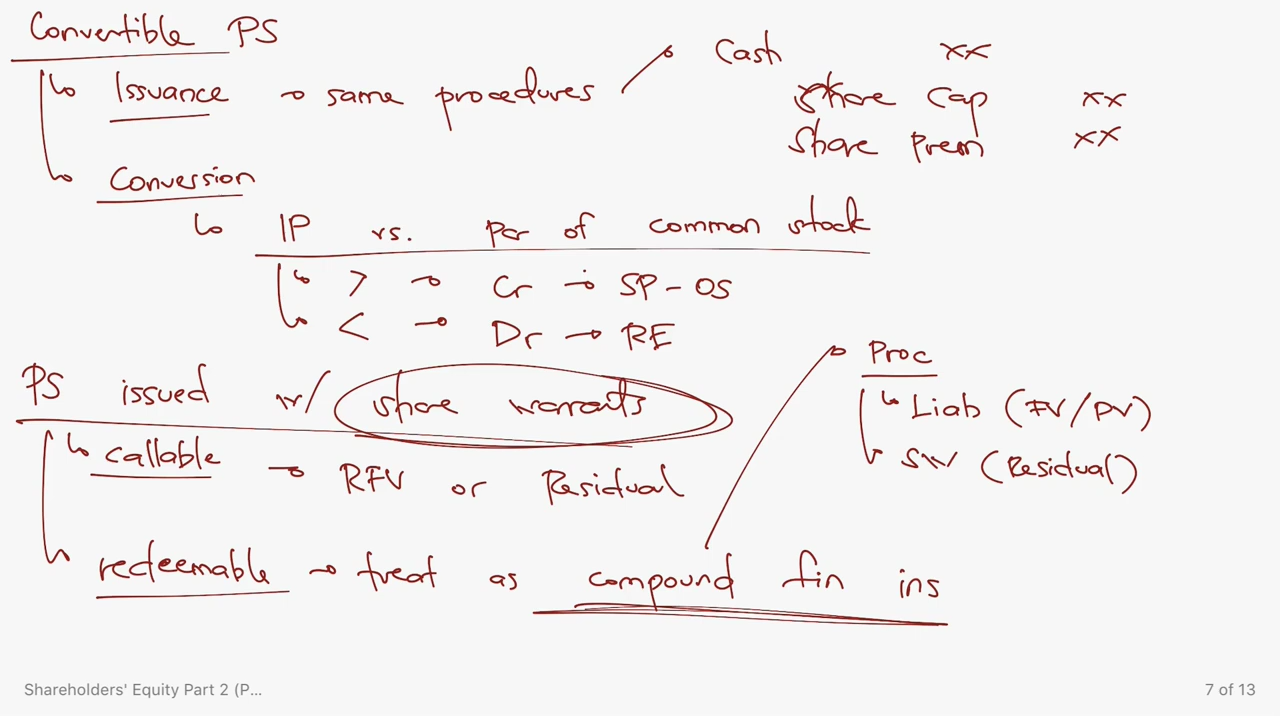 Convertible PS
Issuance → same procedures
Cash xx
Share Cap xx
Share Prem xx
Conversion
IP vs. Par of common stock
> → Cr → SP - OS
< → Dr → RE
PS issued w/ share warrants
callable → RFV or Residual
redeemable → treat as compound fin ins
Proc
Liab (FV/PV)
SW (Residual)
Shareholders' Equity Part 2 (P...
7 of 13